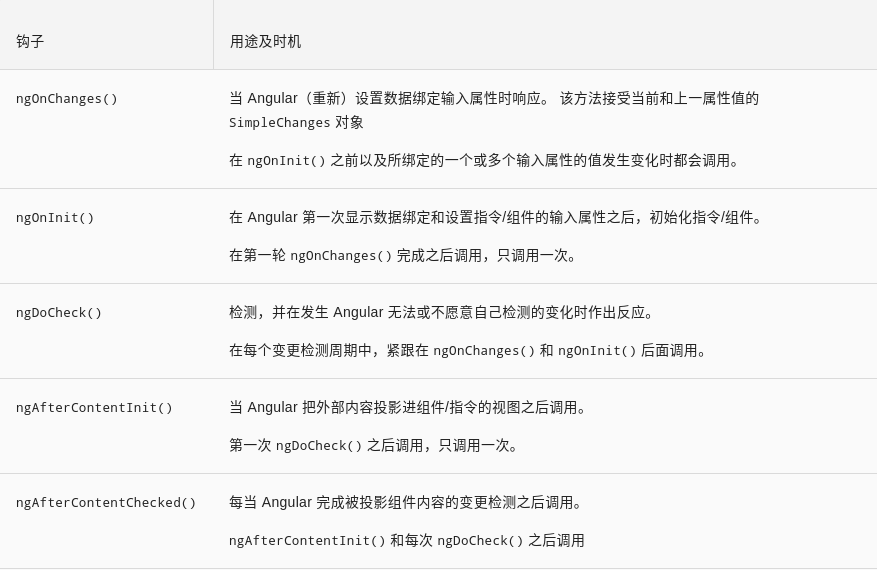 钩子
用途及时机
ngOnChanges()
当 Angular（重新）设置数据绑定输入属性时响应。 该方法接受当前和上一属性值的
SimpleChanges 对象
在 ngOnInit() 之前以及所绑定的一个或多个输入属性的值发生变化时都会调用。
ngOnInit()
在 Angular 第一次显示数据绑定和设置指令/组件的输入属性之后，初始化指令/组件。
在第一轮 ngOnChanges() 完成之后调用，只调用一次。
ngDoCheck()
检测，并在发生 Angular 无法或不愿意自己检测的变化时作出反应。
在每个变更检测周期中，紧跟在 ngOnChanges() 和 ngOnInit() 后面调用。
ngAfterContentInit()
当 Angular 把外部内容投影进组件/指令的视图之后调用。
第一次 ngDoCheck() 之后调用，只调用一次。
ngAfterContentChecked()
每当 Angular 完成被投影组件内容的变更检测之后调用。
ngAfterContentInit() 和每次 ngDoCheck() 之后调用